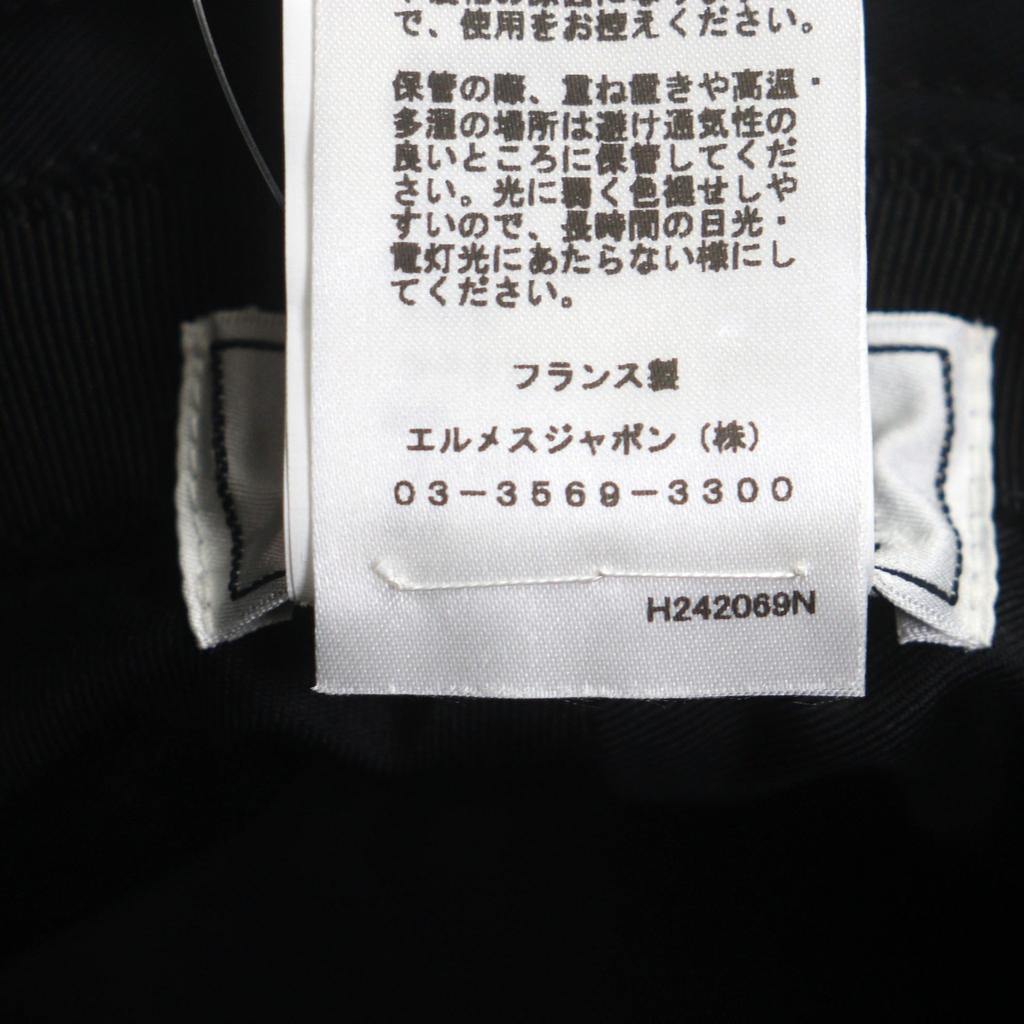 で、使用をお控えください。
保管の際、重ね置きや高温・
多湿の場所は避け通気性の
良いところに保管してくだ
さい。光に弱く色褪せしや
すいので、長時間の日光・
電灯光にあたらない様にし
てください。
フランス製
エルメスジャポン（株）
03-3569-3300
H242069N